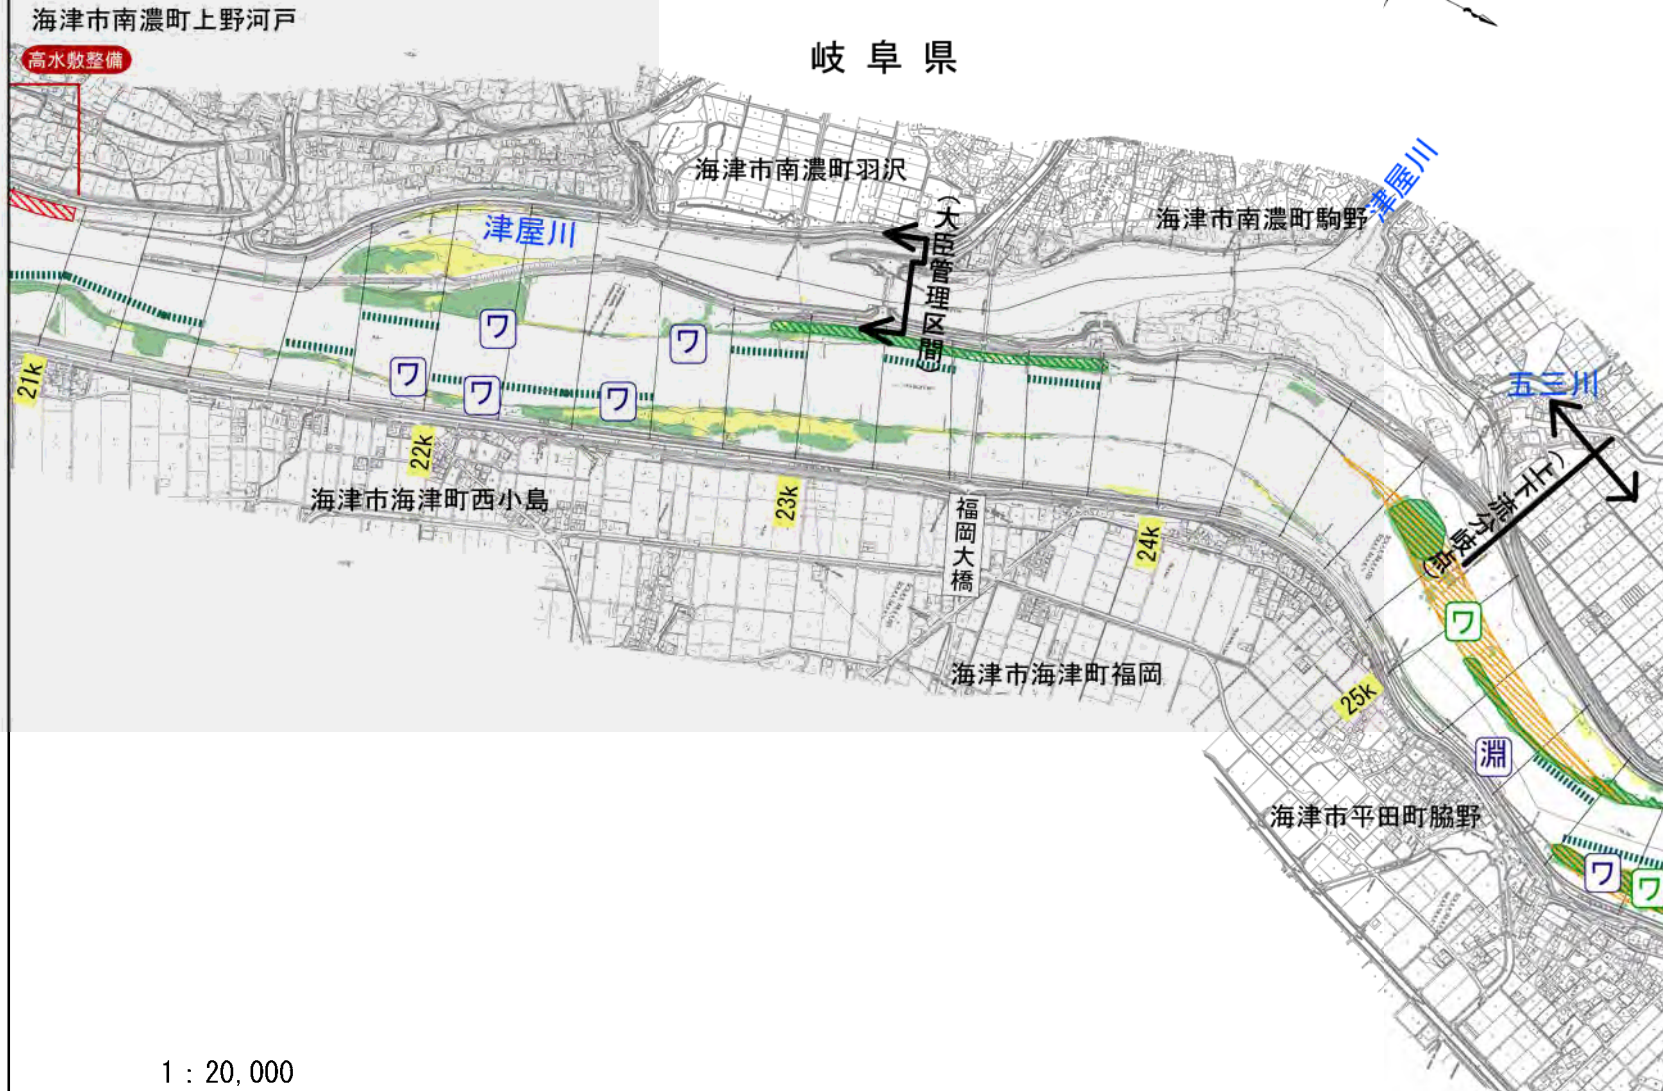 海津市南濃町上野河戸
高水敷整備
岐阜県
海津市南濃町羽沢
津屋川
(大臣管理区間)
海津市南濃町駒野
津屋川
五三川
(上下流分岐点)
ワ
ワ
ワ
ワ
ワ
21k
22k
23k
24k
25k
海津市海津町西小島
福岡大橋
海津市海津町福岡
ワ
淵
海津市平田町脇野
ワ
ワ
1:20,000